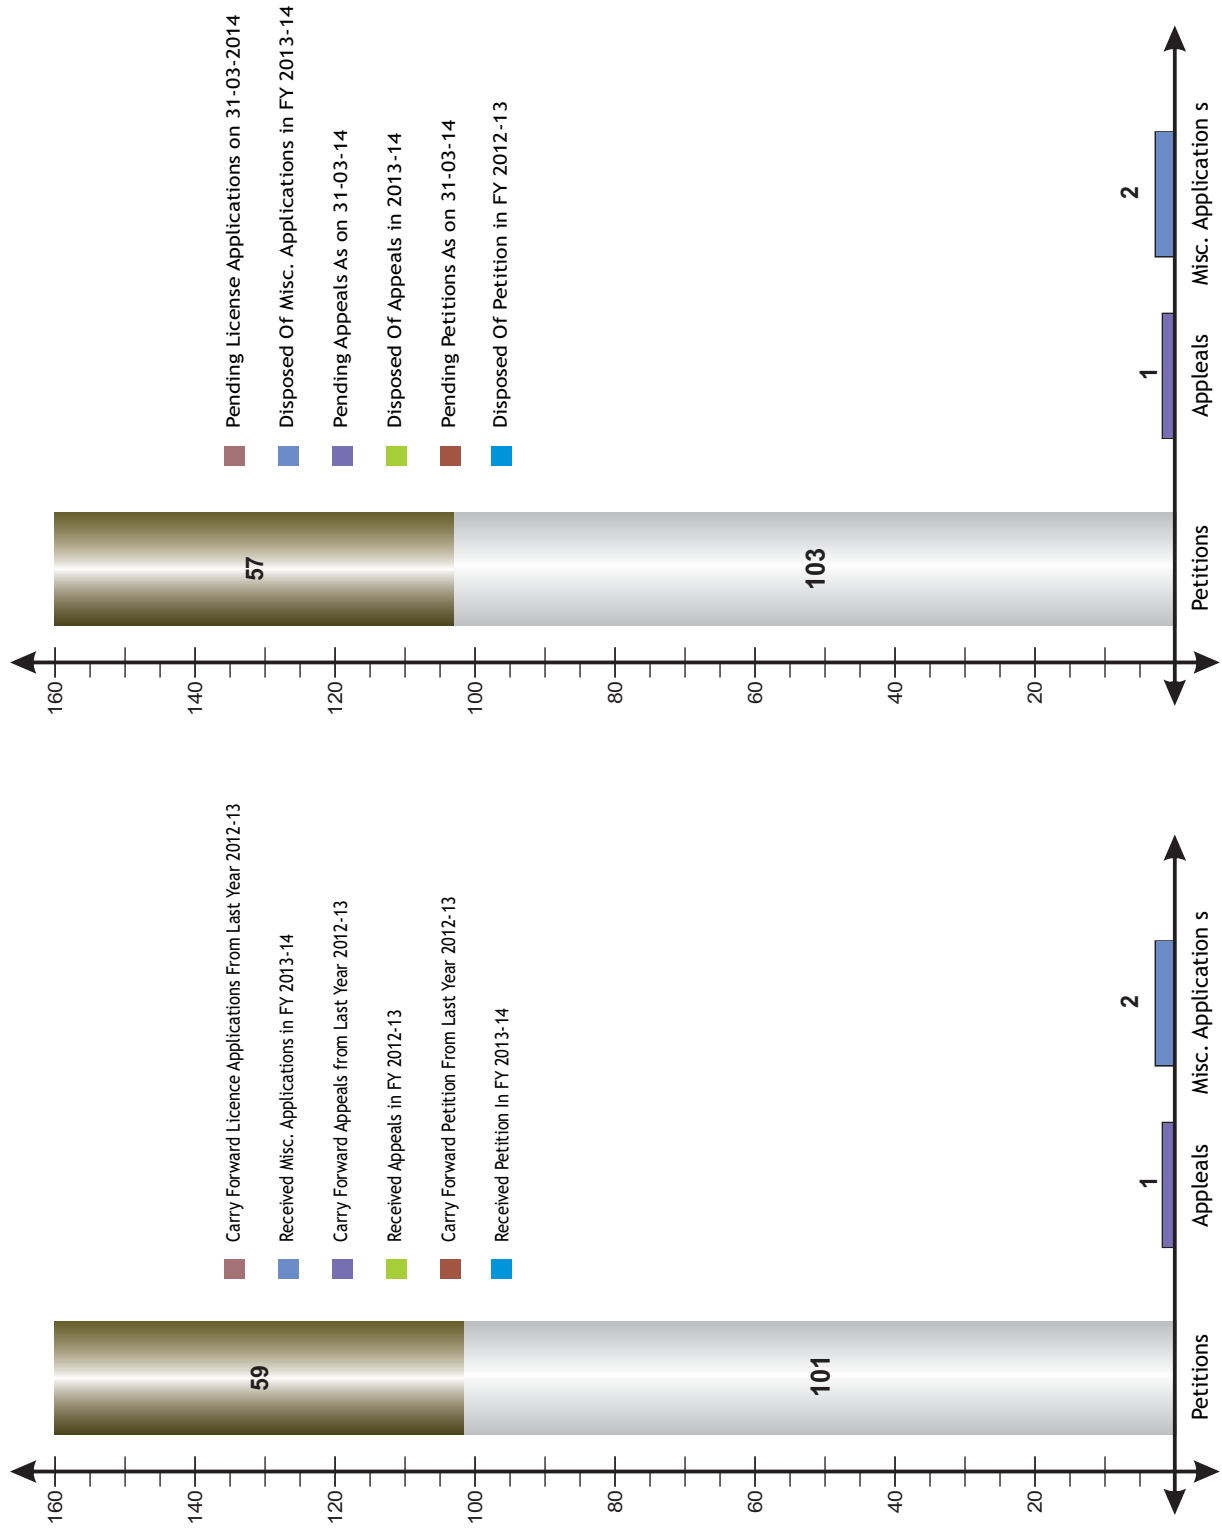 160
140
120
100
80
60
40
20
59
101
Carry Forward Licence Applications From Last Year 2012-13
Received Misc. Applications in FY 2013-14
Carry Forward Appeals from Last Year 2012-13
Received Appeals in FY 2012-13
Carry Forward Petition From Last Year 2012-13
Received Petition In FY 2013-14
1
2
Petitions
Appleals
Misc. Application s
160
140
120
100
80
60
40
20
57
103
Pending License Applications on 31-03-2014
Disposed Of Misc. Applications in FY 2013-14
Pending Appeals As on 31-03-14
Disposed Of Appeals in 2013-14
Pending Petitions As on 31-03-14
Disposed Of Petition in FY 2012-13
1
2
Petitions
Appleals
Misc. Application s